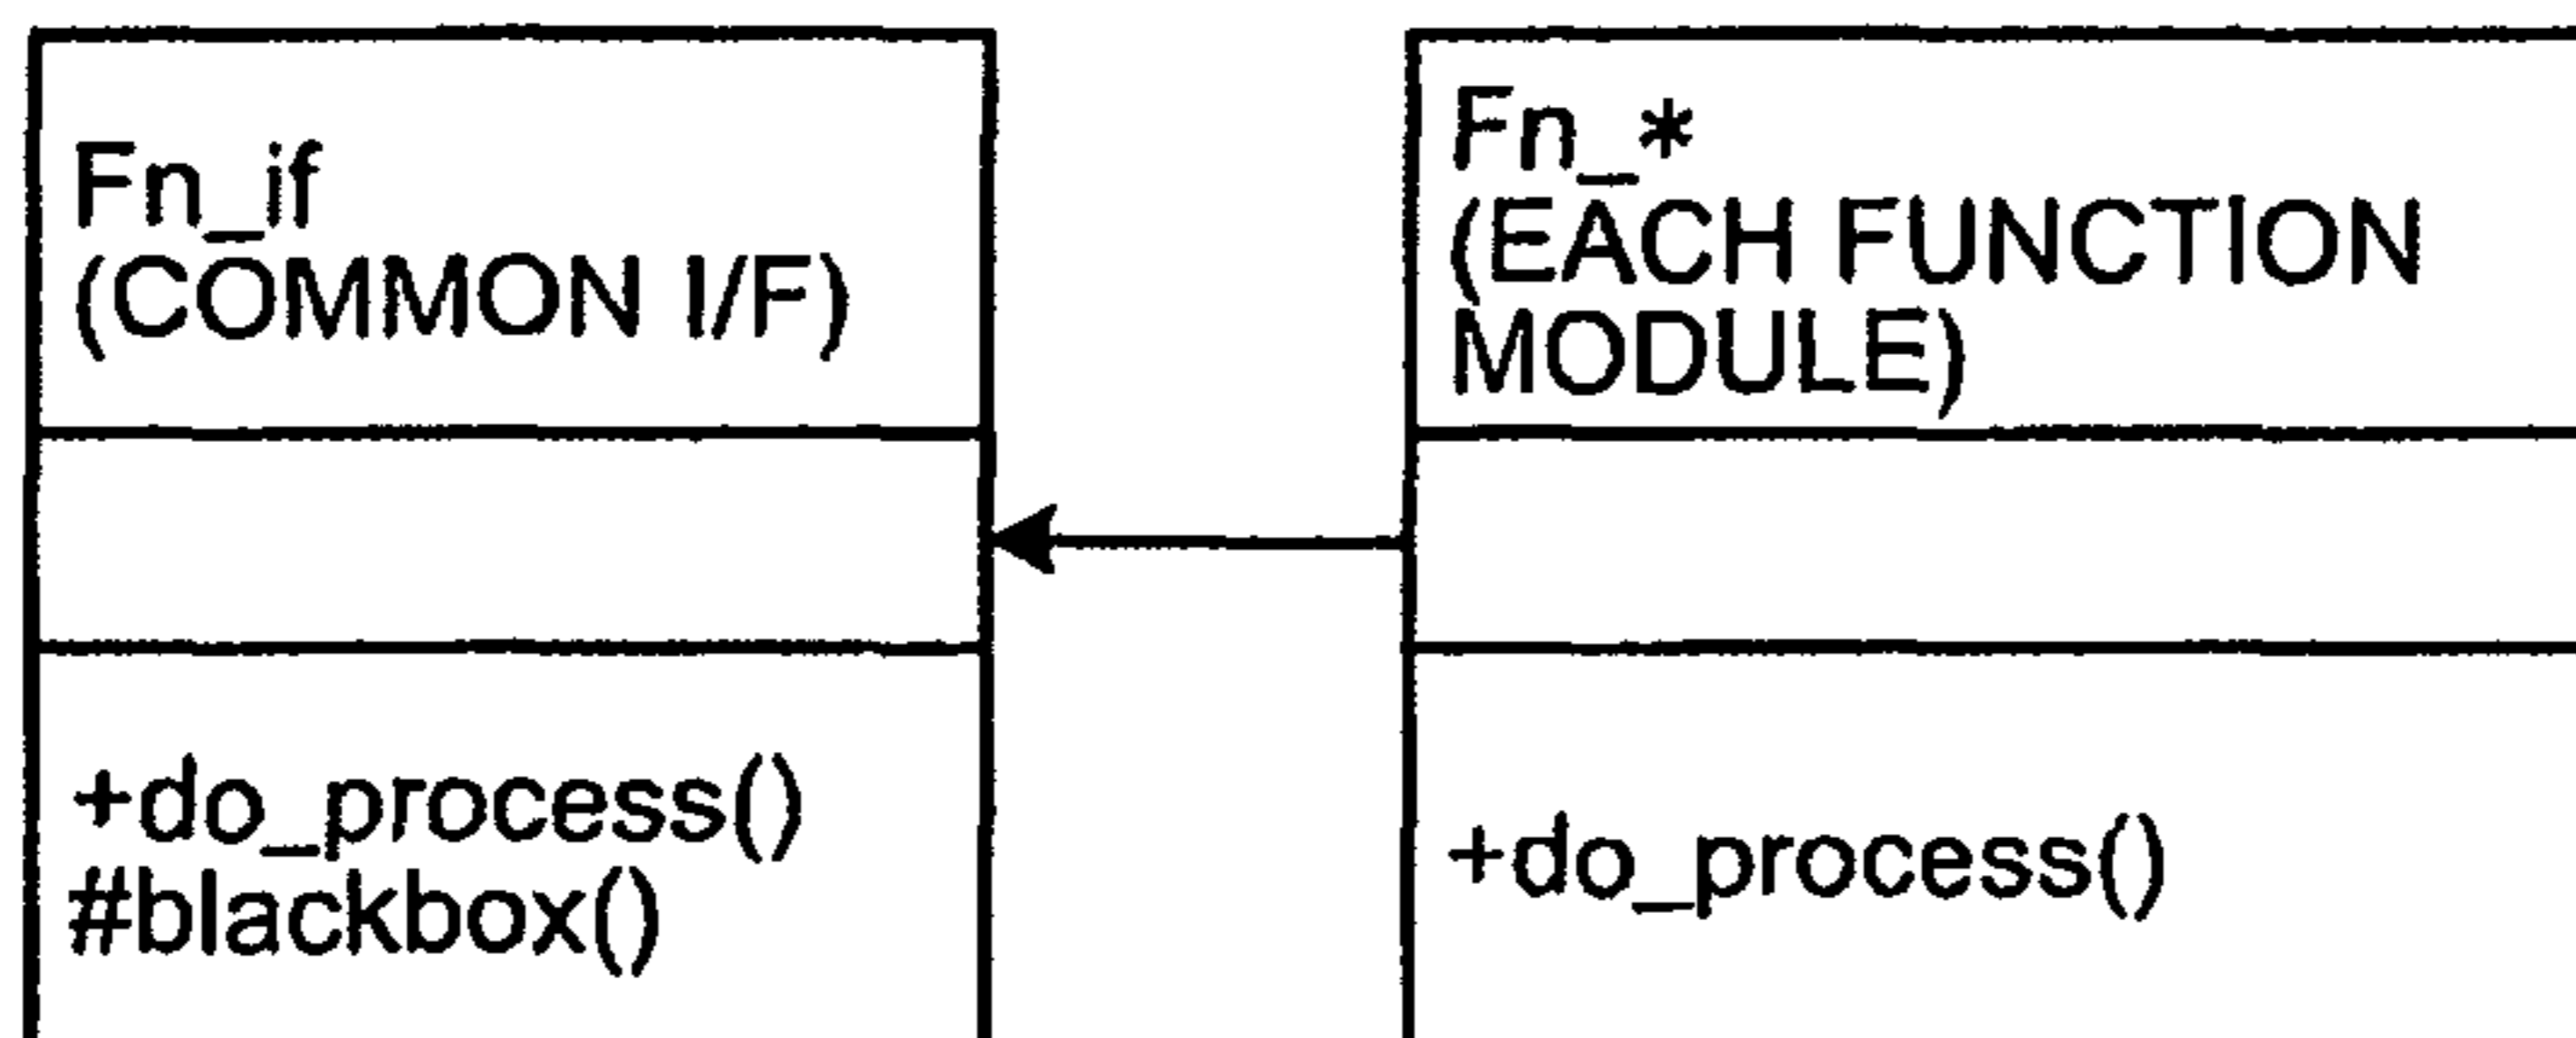 Fn_if
(COMMON I/F)
+do_process()
#blackbox()
Fn_*
(EACH FUNCTION
MODULE)
+do_process()